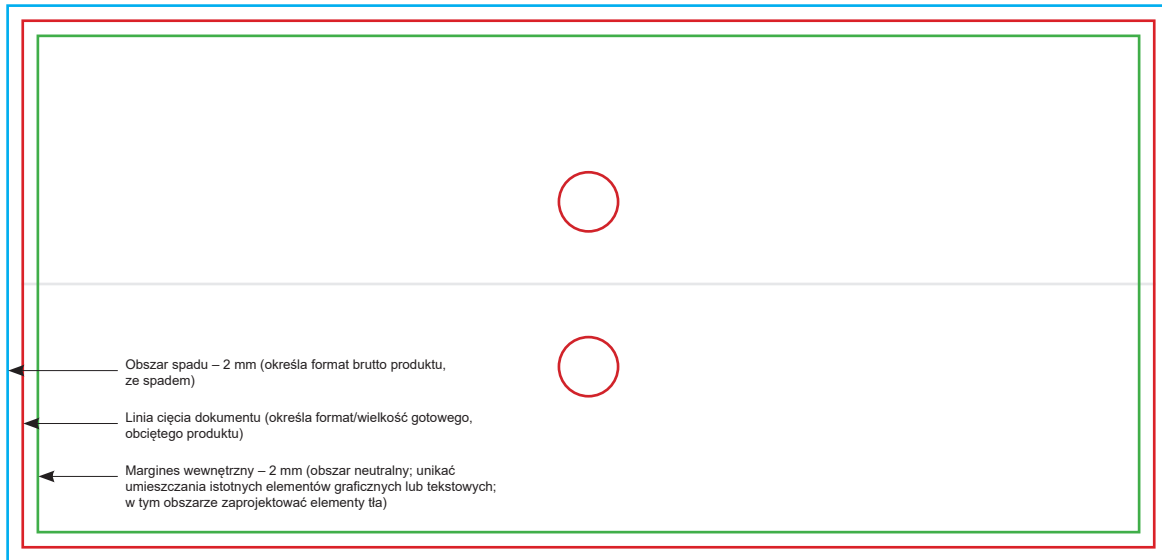 Obszar spadu – 2 mm (określa format brutto produktu,
ze spadem)
Linia cięcia dokumentu (określa format/wielkość gotowego,
obciętego produktu)
Margines wewnętrzny – 2 mm (obszar neutralny; unikać
umieszczania istotnych elementów graficznych lub tekstowych;
w tym obszarze zaprojektować elementy tła)